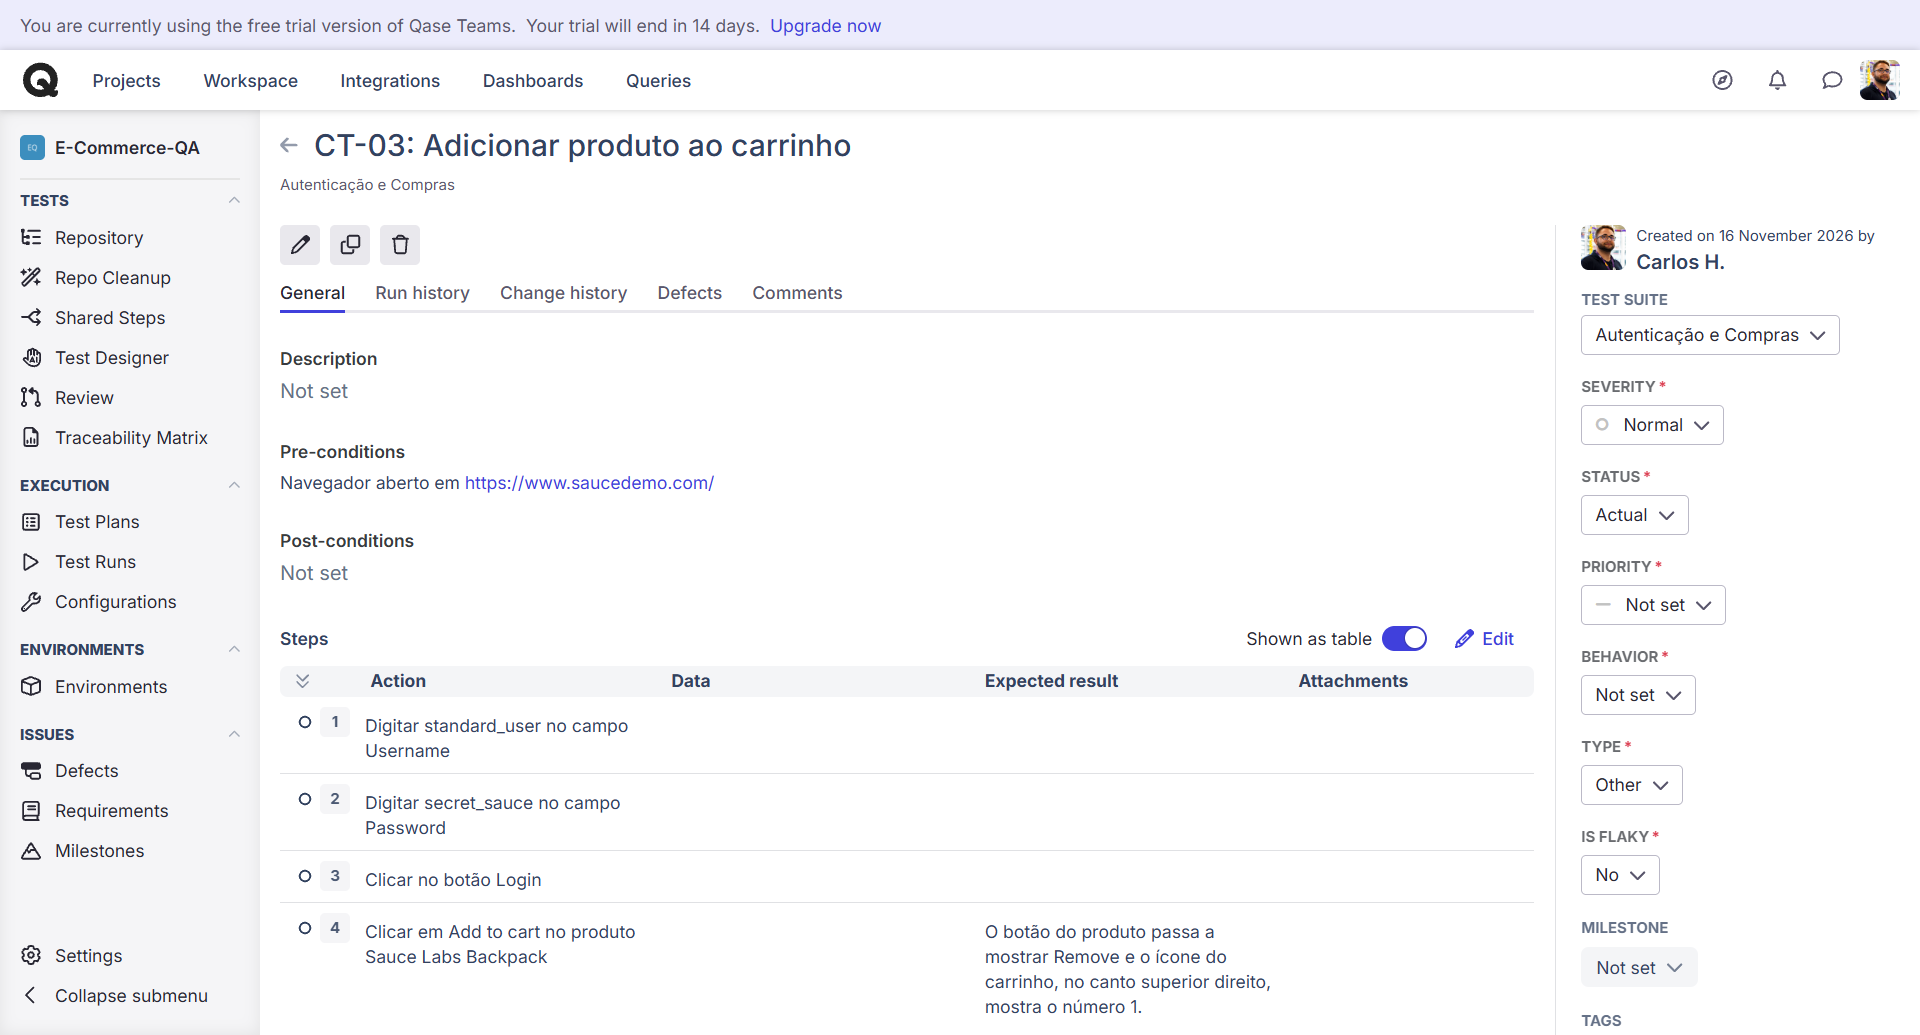 You are currently using the free trial version of Qase Teams. Your trial will end in 14 days. Upgrade now
Projects Workspace Integrations Dashboards Queries
EQ E-Commerce-QA
TESTS
Repository
Repo Cleanup
Shared Steps
Test Designer
Review
Traceability Matrix
EXECUTION
Test Plans
Test Runs
Configurations
ENVIRONMENTS
Environments
ISSUES
Defects
Requirements
Milestones
Settings
Collapse submenu
CT-03: Adicionar produto ao carrinho
Autenticação e Compras
General Run history Change history Defects Comments
Description
Not set
Pre-conditions
Navegador aberto em https://www.saucedemo.com/
Post-conditions
Not set
Steps Shown as table Edit
Action Data Expected result Attachments
1 Digitar standard_user no campo
Username
2 Digitar secret_sauce no campo
Password
3 Clicar no botão Login
4 Clicar em Add to cart no produto
Sauce Labs Backpack
O botão do produto passa a
mostrar Remove e o ícone do
carrinho, no canto superior direito,
mostra o número 1.
Created on 16 November 2026 by
Carlos H.
TEST SUITE
Autenticação e Compras
SEVERITY *
Normal
STATUS *
Actual
PRIORITY *
Not set
BEHAVIOR *
Not set
TYPE *
Other
IS FLAKY *
No
MILESTONE
Not set
TAGS